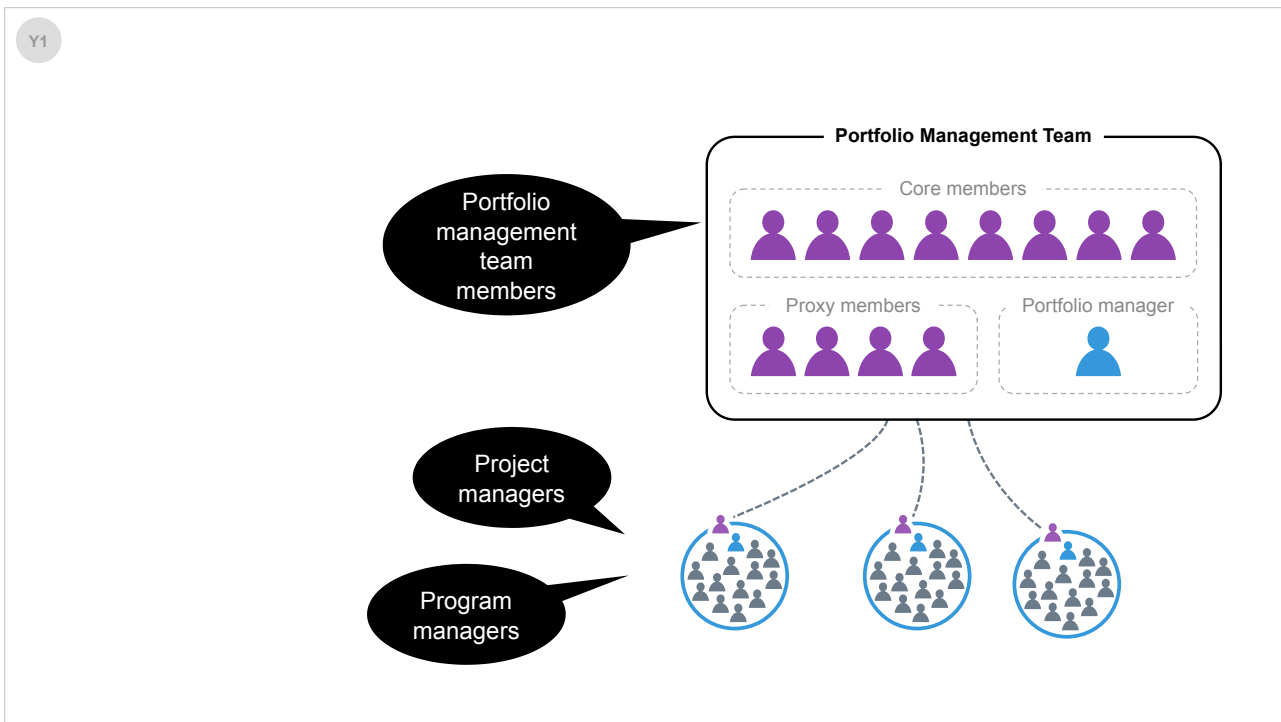 Y1
Portfolio Management Team
Core members
Portfolio
management
team
members
Proxy members
Portfolio manager
Project
managers
Program
managers